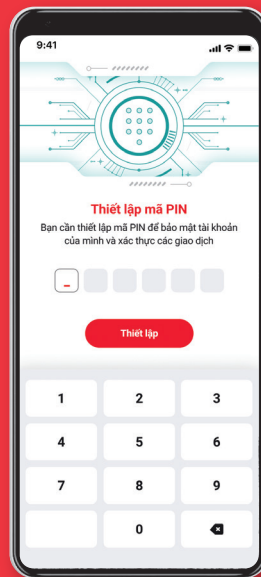 9:41
Thiết lập mã PIN
Bạn cần thiết lập mã PIN để bảo mật tài khoản
của mình và xác thực các giao dịch
Thiết lập
1 2 3
4 5 6
7 8 9
0